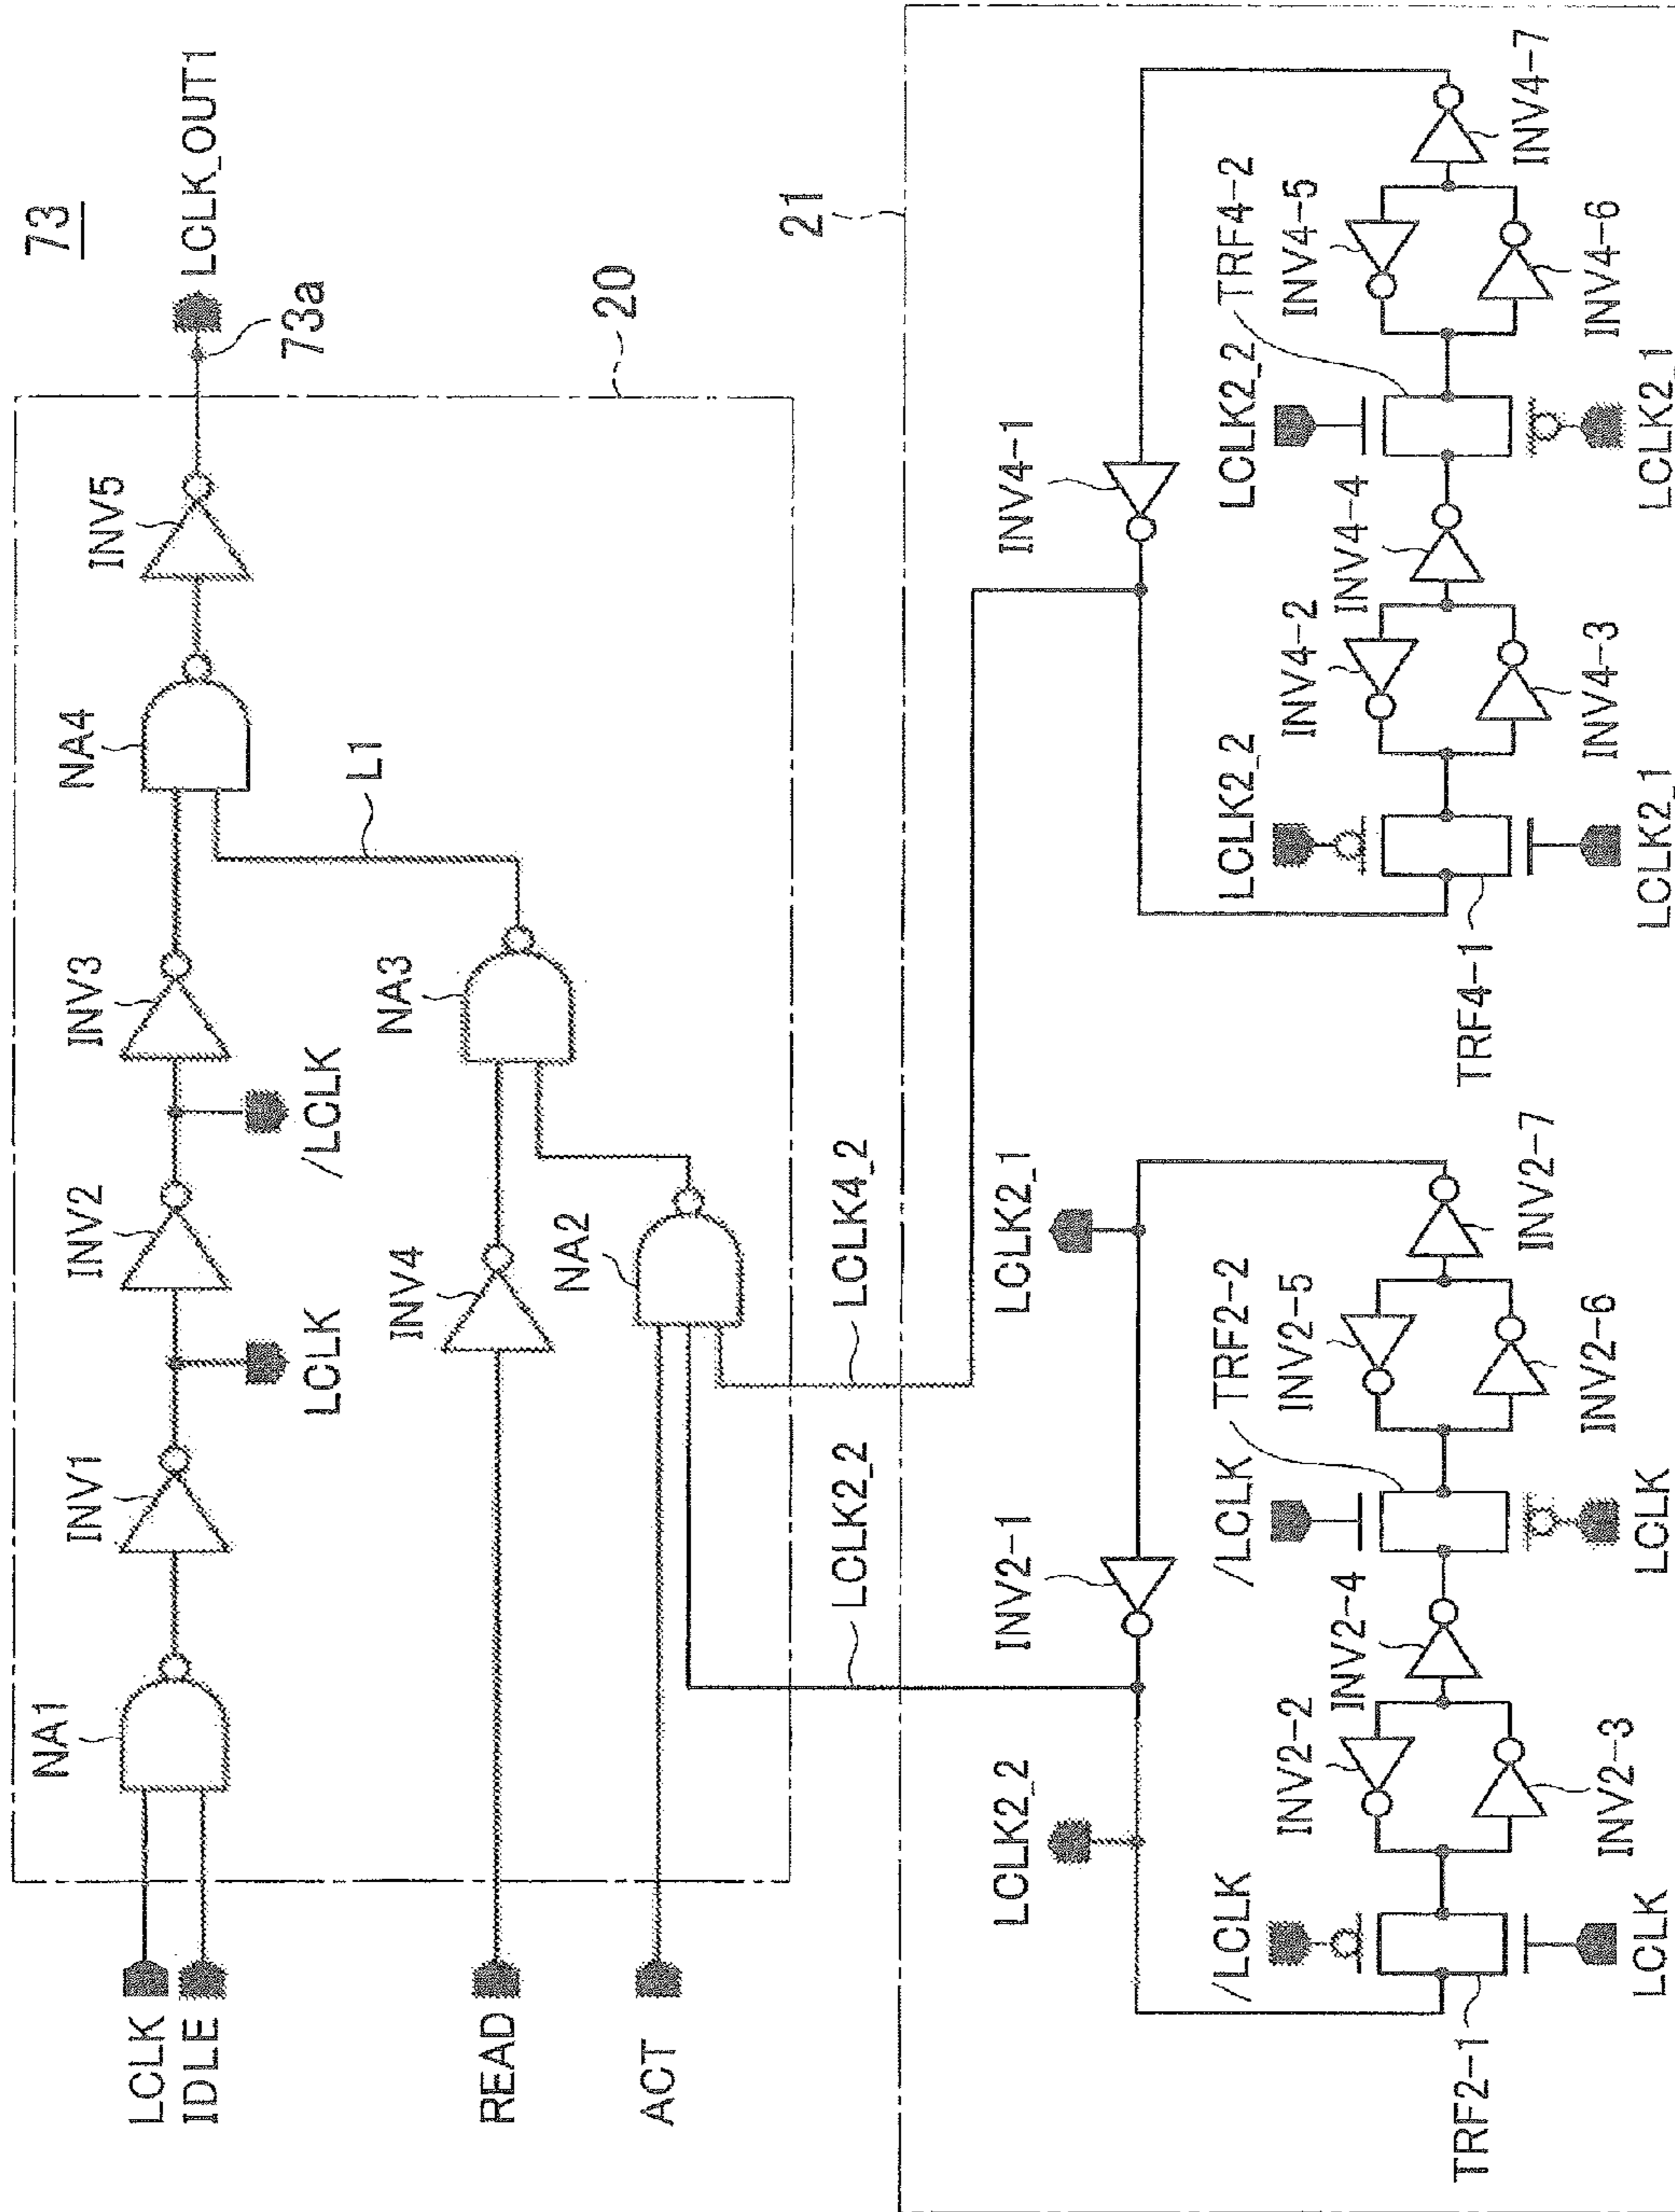 73
LCLK_OUT1
73a
20
INV5
NA4
L1
INV3
NA3
/LCLK
INV2
INV4
NA2
LCLK
INV1
NA1
LCLK
IDLE
READ
ACT
LCLK4_2
LCLK2_2
21
INV4-1
LCLK2_2
TRF4-2
INV4-5
INV4-7
INV4-6
LCLK2_1
INV4-4
INV4-2
INV4-3
LCLK2_2
LCLK2_1
TRF4-1
LCLK2_1
INV2-1
LCLK2_2
/LCLK
TRF2-2
INV2-5
INV2-7
INV2-6
LCLK
INV2-4
INV2-2
INV2-3
/LCLK
LCLK
TRF2-1